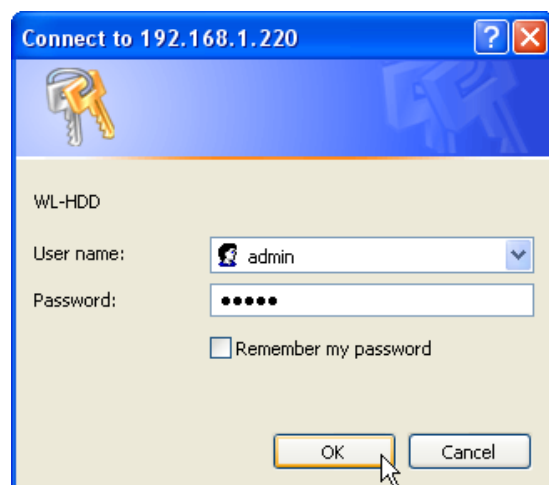 Connect to 192.168.1.220
WL-HDD
User name: admin
Password: •••••
Remember my password
OK Cancel